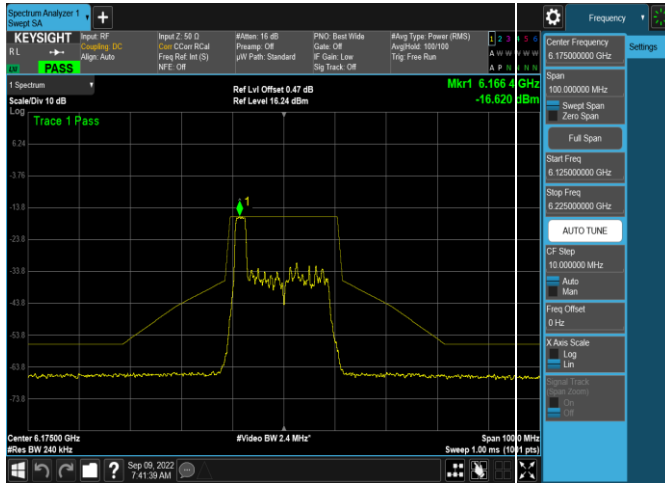 Spectrum Analyzer 1
Swept SA
+
Frequency
KEYSIGHT
Input: RF
Input Z: 50 Ω
#Atten: 16 dB
PNO: Best Wide
#Avg Type: Power (RMS)
1 2 3 4 5 6
RL
Coupling: DC
Corr CCorr RCal
Preamp: Off
Gate: Off
Avg|Hold: 100/100
Align: Auto
Freq Ref: Int (S)
µW Path: Standard
IF Gain: Low
Trig: Free Run
A W W W W W
PASS
NFE: Off
Sig Track: Off
A P N N N N
1 Spectrum
Ref Lvl Offset 0.47 dB
Mkr1 6.166 4 GHz
Scale/Div 10 dB
Ref Level 16.24 dBm
-16.620 dBm
Log
Trace 1 Pass
1
6.24
-3.76
-13.8
-23.8
-33.8
-43.8
-53.8
-63.8
-73.8
Center 6.17500 GHz
#Video BW 2.4 MHz*
Span 100.0 MHz
#Res BW 240 kHz
Sweep 1.00 ms (1001 pts)
?
Sep 09, 2022
7:41:39 AM
Settings
Center Frequency
6.175000000 GHz
Span
100.000000 MHz
Swept Span
Zero Span
Full Span
Start Freq
6.125000000 GHz
Stop Freq
6.225000000 GHz
AUTO TUNE
CF Step
10.000000 MHz
Auto
Man
Freq Offset
0 Hz
X Axis Scale
Log
Lin
Signal Track
(Span Zoom)
On
Off